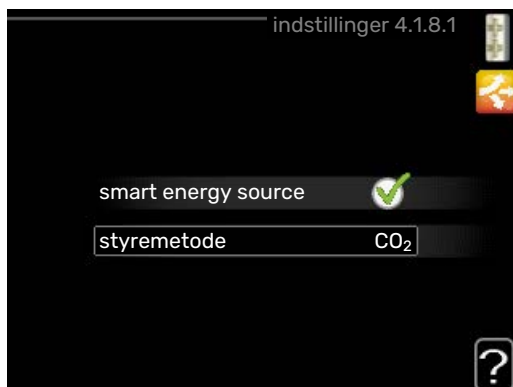 indstillinger 4.1.8.1
smart energy source
styremetode CO₂
?